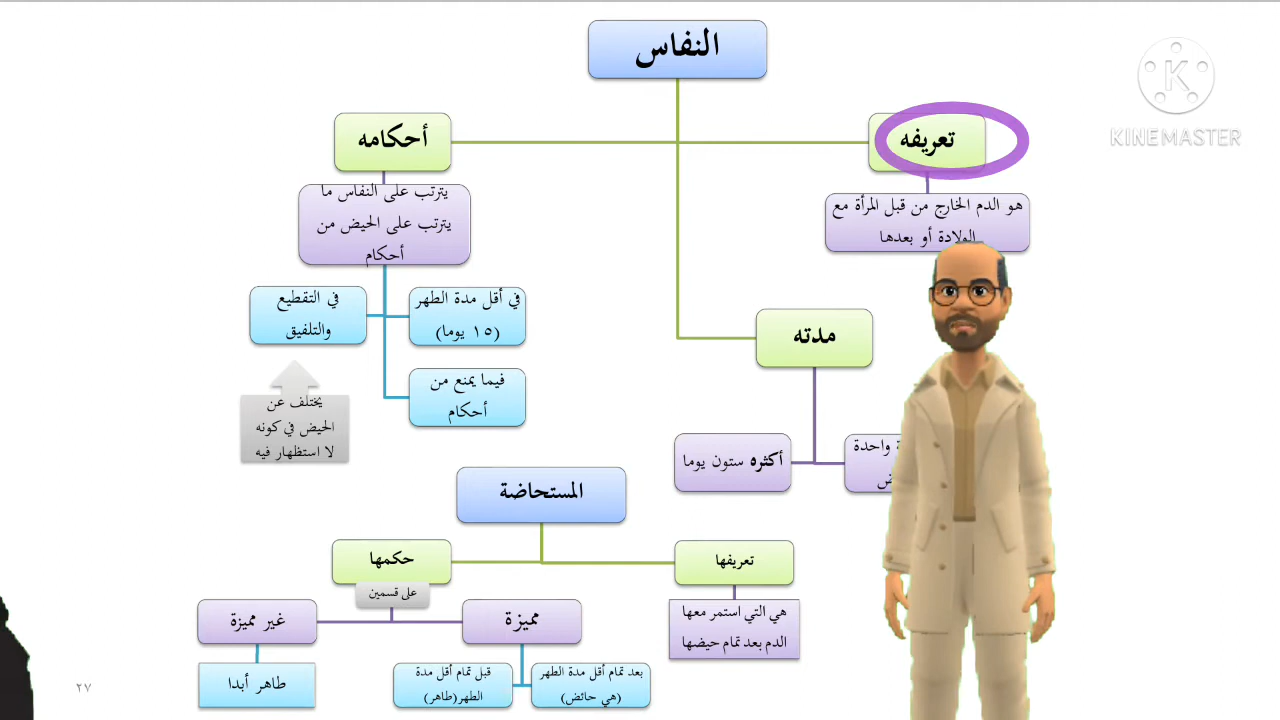 النفاس
KINEMASTER
تعريفه
أحكامه
هو الدم الخارج من قبل المرأة مع
الولادة أو بعدها
يترتب على النفاس ما
يترتب على الحيض من
أحكام
في أقل مدة الطهر
(١٥ يوما)
في التقطيع
والتلفيق
فيما يمنع من
أحكام
يختلف عن
الحيض في كونه
لا استظهار فيه
مدته
واحدة
أكثره ستون يوما
المستحاضة
تعريفها
حكمها
هي التي استمر معها
الدم بعد تمام حيضها
على قسمين
مميزة
غير مميزة
بعد تمام أقل مدة الطهر
(هي حائض)
قبل تمام أقل مدة
الطهر(طاهر)
طاهر أبدا
٢٧